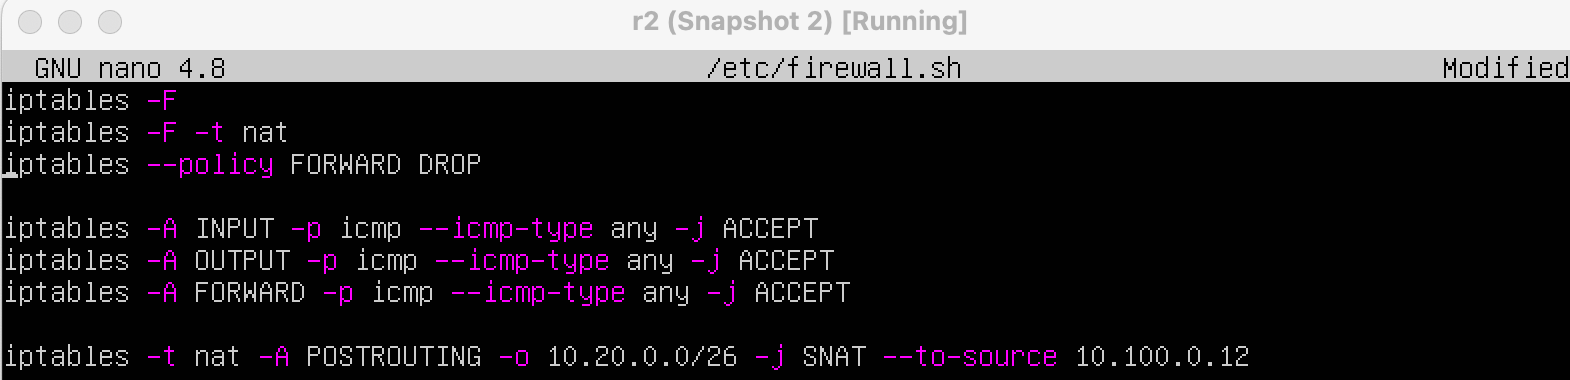 r2 (Snapshot 2) [Running]
GNU nano 4.8 /etc/firewall.sh Modified
iptables -F
iptables -F -t nat
iptables --policy FORWARD DROP
iptables -A INPUT -p icmp --icmp-type any -j ACCEPT
iptables -A OUTPUT -p icmp --icmp-type any -j ACCEPT
iptables -A FORWARD -p icmp --icmp-type any -j ACCEPT
iptables -t nat -A POSTROUTING -o 10.20.0.0/26 -j SNAT --to-source 10.100.0.12